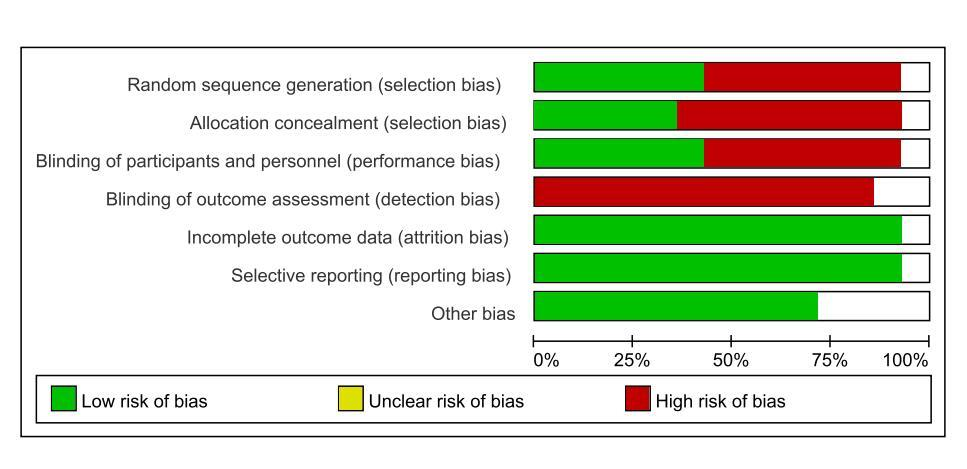 Random sequence generation (selection bias)
Allocation concealment (selection bias)
Blinding of participants and personnel (performance bias)
Blinding of outcome assessment (detection bias)
Incomplete outcome data (attrition bias)
Selective reporting (reporting bias)
Other bias
0% 25% 50% 75% 100%
Low risk of bias Unclear risk of bias High risk of bias